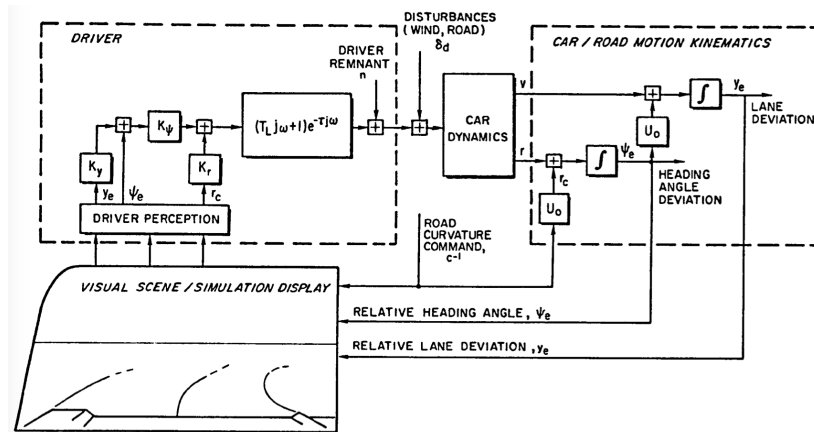 DRIVER
DISTURBANCES
(WIND, ROAD)
δd
CAR / ROAD MOTION KINEMATICS
DRIVER
REMNANT
n
(TL jω+1)e-τjω
CAR
DYNAMICS
v
r
Uo
∫
ye
LANE
DEVIATION
rc
∫
ψe
HEADING
ANGLE
DEVIATION
Uo
Kψ
Ky
Kr
ye
ψe
rc
DRIVER PERCEPTION
ROAD
CURVATURE
COMMAND,
c-1
VISUAL SCENE / SIMULATION DISPLAY
RELATIVE HEADING ANGLE, ψe
RELATIVE LANE DEVIATION, ye